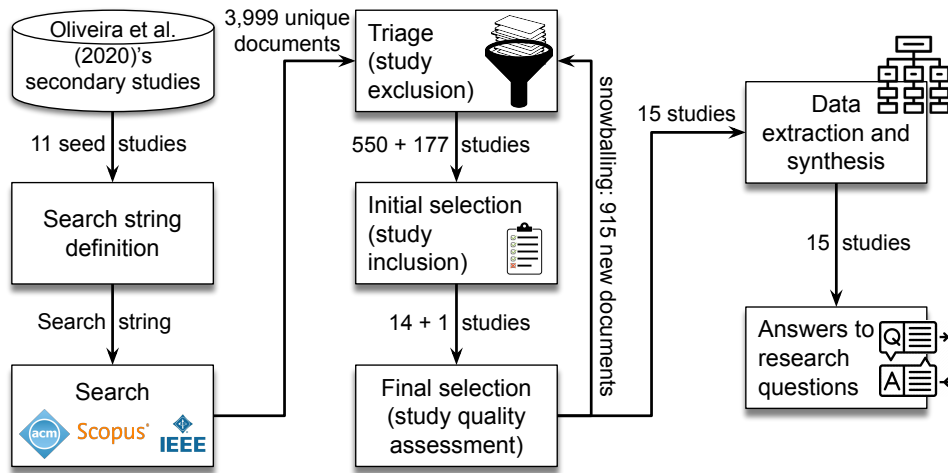 Oliveira et al.
(2020)'s
secondary studies
11 seed studies
Search string
definition
Search string
Search
acm
Scopus®
IEEE
3,999 unique
documents
Triage
(study
exclusion)
550 + 177 studies
Initial selection
(study
inclusion)
14 + 1 studies
Final selection
(study quality
assessment)
snowballing: 915 new documents
15 studies
Data
extraction and
synthesis
15 studies
Answers to
research
questions
Q
A